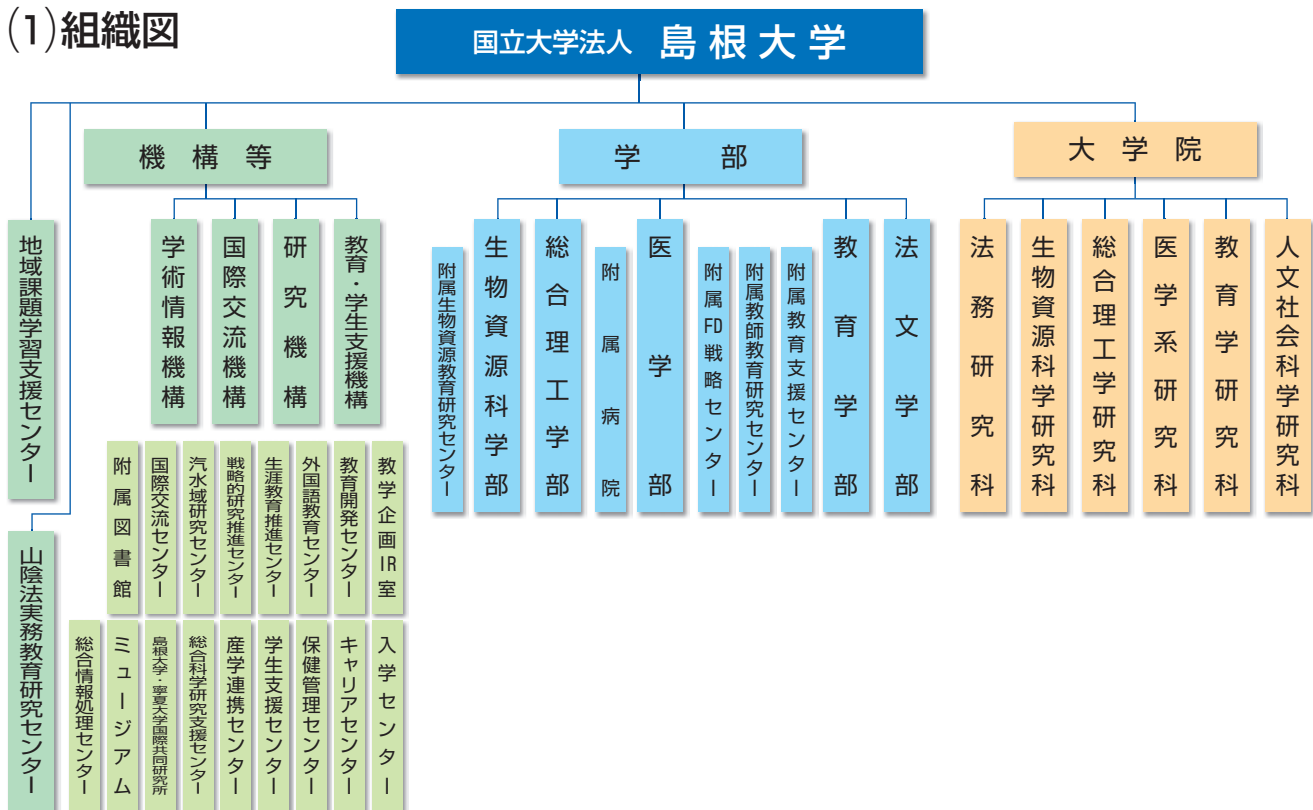 (1)組織図
国立大学法人 島根大学
機構等
学部
大学院
地域課題学習支援センター
山陰法実務教育研究センター
教育・学生支援機構
研究機構
国際交流機構
学術情報機構
教学企画IR室
教育開発センター
外国語教育センター
生涯教育推進センター
戦略的研究推進センター
汽水域研究センター
国際交流センター
附属図書館
入学センター
キャリアセンター
保健管理センター
学生支援センター
産学連携センター
総合科学研究支援センター
島根大学・寧夏大学国際共同研究所
ミュージアム
総合情報処理センター
法文学部
教育学部
附属教育支援センター
附属教師教育研究センター
附属FD戦略センター
医学部
附属病院
総合理工学部
生物資源科学部
附属生物資源教育研究センター
人文社会科学研究科
教育学研究科
医学系研究科
総合理工学研究科
生物資源科学研究科
法務研究科